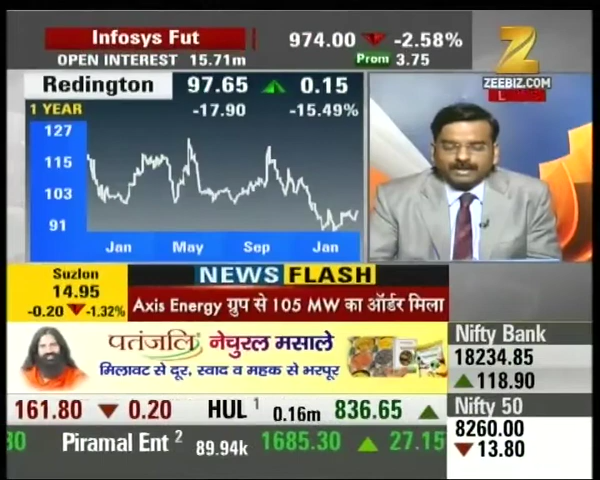 Infosys Fut
974.00 -2.58%
OPEN INTEREST 15.71m
Prom 3.75
ZEEBIZ.COM
Redington 97.65 0.15
1 YEAR -17.90 -15.49%
127
115
103
91
Jan May Sep Jan
Suzlon
14.95
-0.20 -1.32%
NEWS FLASH
Axis Energy ग्रुप से 105 MW का ऑर्डर मिला
पतंजलि नेचुरल मसाले
मिलावट से दूर, स्वाद व महक से भरपूर
Nifty Bank
18234.85
118.90
161.80 0.20 HUL 1 0.16m 836.65
Nifty 50
8260.00
13.80
30 Piramal Ent 2 89.94k 1685.30 27.15